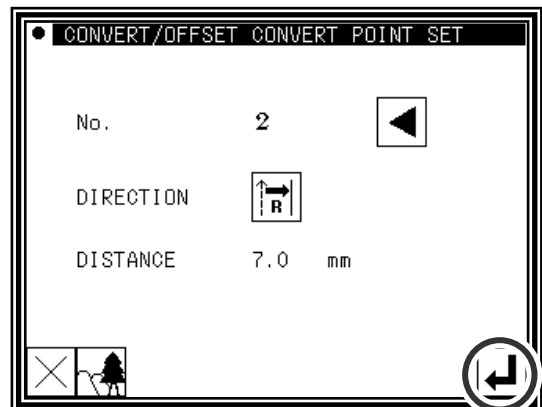 CONVERT/OFFSET CONVERT POINT SET
No. 2
DIRECTION R
DISTANCE 7.0 mm